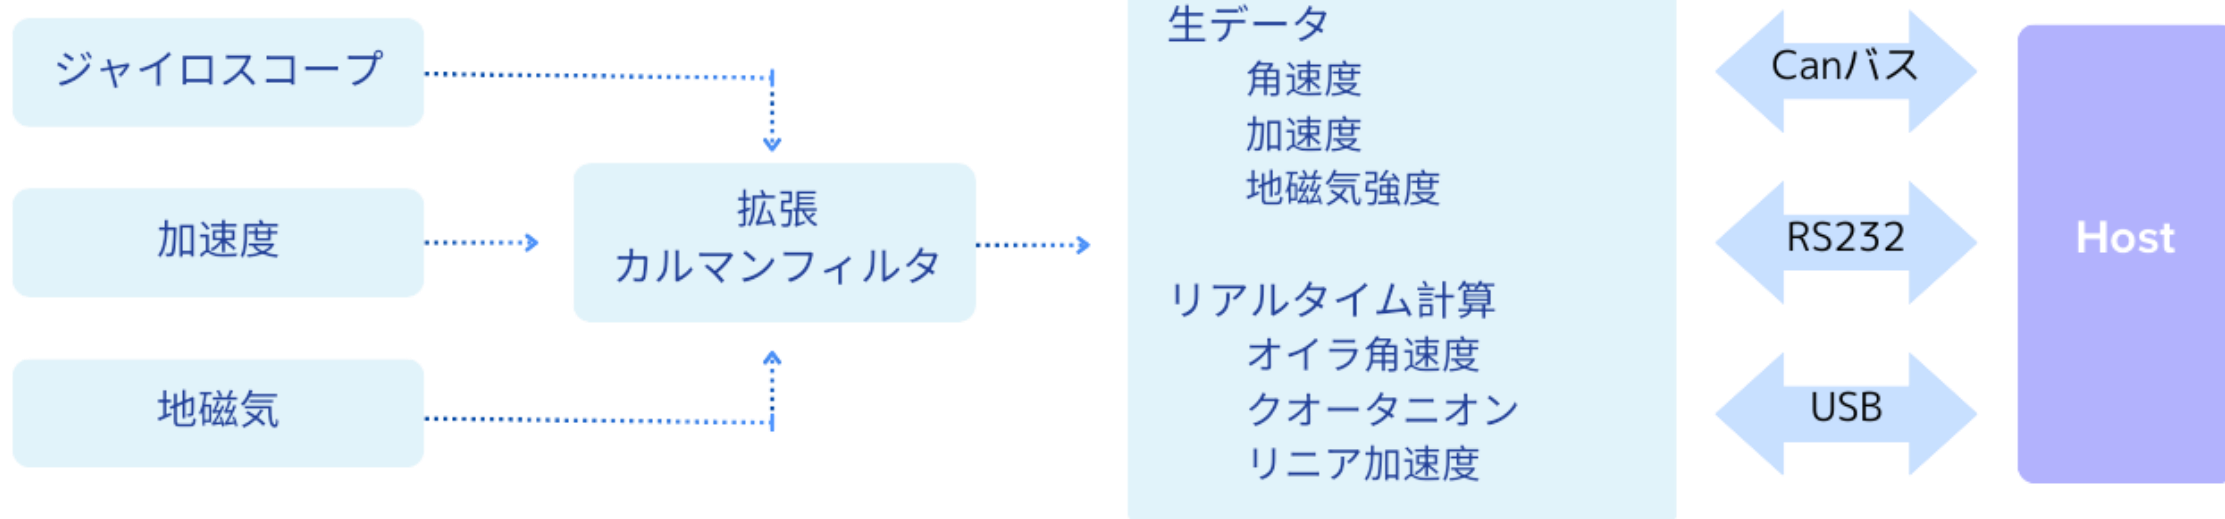 ジャイロスコープ
加速度
地磁気
拡張
カルマンフィルタ
生データ
角速度
加速度
地磁気強度
リアルタイム計算
オイラ角速度
クオータニオン
リニア加速度
Canバス
RS232
USB
Host